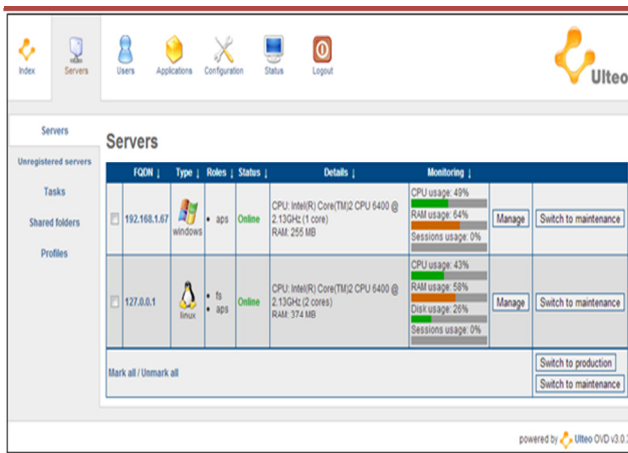 Index
Servers
Users
Applications
Configuration
Status
Logout
Ulteo
Servers
Unregistered servers
Tasks
Shared folders
Profiles
Servers
FQDN ↓ Type ↓ Roles ↓ Status ↓ Details ↓ Monitoring ↓
192.168.1.67
windows
• aps
Online
CPU: Intel(R) Core(TM)2 CPU 6400 @
2.13GHz (1 core)
RAM: 255 MB
CPU usage: 49%
RAM usage: 64%
Sessions usage: 0%
Manage
Switch to maintenance
127.0.0.1
linux
• fs
• aps
Online
CPU: Intel(R) Core(TM)2 CPU 6400 @
2.13GHz (2 cores)
RAM: 374 MB
CPU usage: 43%
RAM usage: 58%
Disk usage: 26%
Sessions usage: 0%
Manage
Switch to maintenance
Mark all / Unmark all
Switch to production
Switch to maintenance
powered by Ulteo OVD